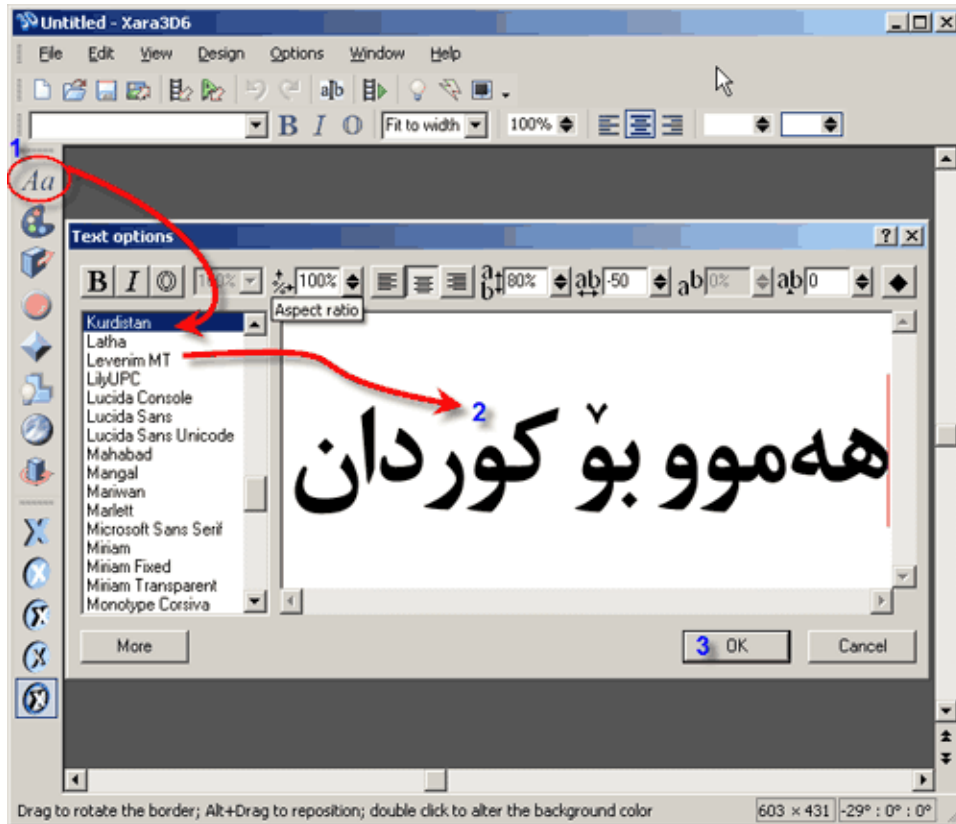 Untitled - Xara3D6
File Edit View Design Options Window Help
a|b
B I O Fit to width 100%
1
Aa
Text options
B I O 100% 100% 80% ab -50 ab 0% ab 0
Aspect ratio
Kurdistan
Latha
Levenim MT
LilyUPC
Lucida Console
Lucida Sans
Lucida Sans Unicode
Mahabad
Mangal
Mariwan
Marlett
Microsoft Sans Serif
Miriam
Miriam Fixed
Miriam Transparent
Monotype Corsiva
2
هەموو بۆ کوردان
More
3 OK
Cancel
Drag to rotate the border; Alt+Drag to reposition; double click to alter the background color 603 × 431 -29° : 0° : 0°